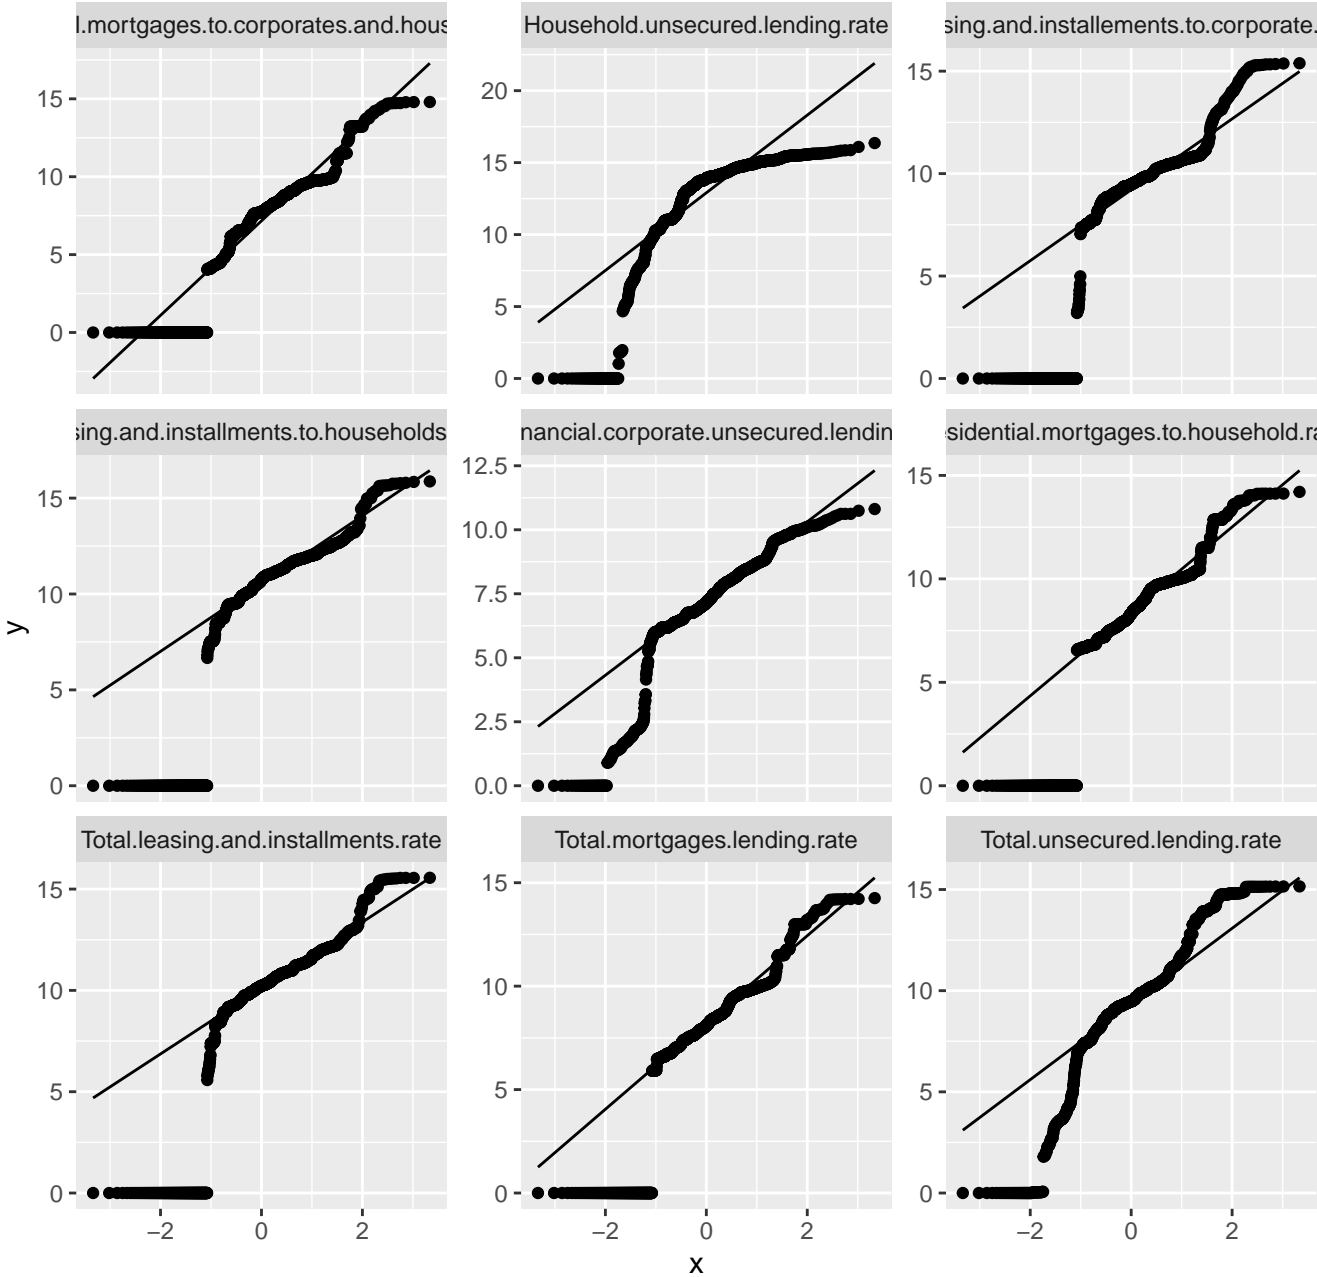 l.mortgages.to.corporates.and.hous
Household.unsecured.lending.rate
sing.and.installements.to.corporate.
15
10
5
0
20
15
10
5
0
15
10
5
0
sing.and.installments.to.households
nancial.corporate.unsecured.lendin
sidential.mortgages.to.household.ra
15
10
5
0
12.5
10.0
7.5
5.0
2.5
0.0
15
10
5
0
y
Total.leasing.and.installments.rate
Total.mortgages.lending.rate
Total.unsecured.lending.rate
15
10
5
0
15
10
5
0
15
10
5
0
−2 0 2
−2 0 2
−2 0 2
x